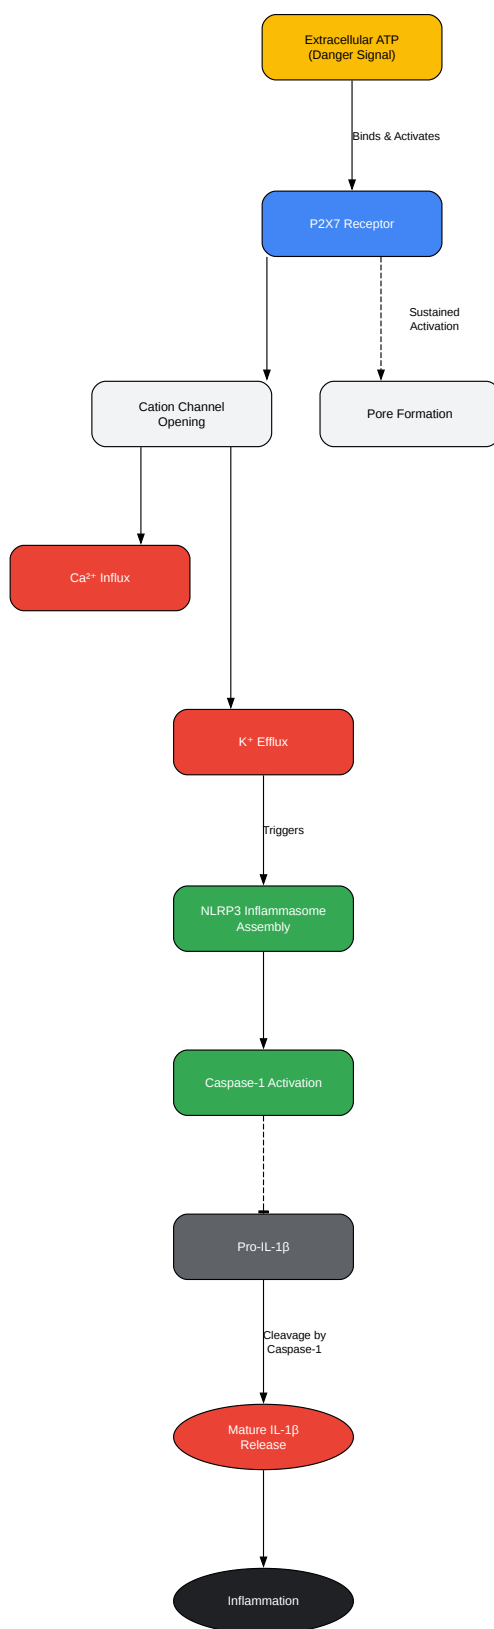 Extracellular ATP
(Danger Signal)
Binds & Activates
P2X7 Receptor
Sustained
Activation
Cation Channel
Opening
Pore Formation
Ca²⁺ Influx
K⁺ Efflux
Triggers
NLRP3 Inflammasome
Assembly
Caspase-1 Activation
Pro-IL-1β
Cleavage by
Caspase-1
Mature IL-1β
Release
Inflammation